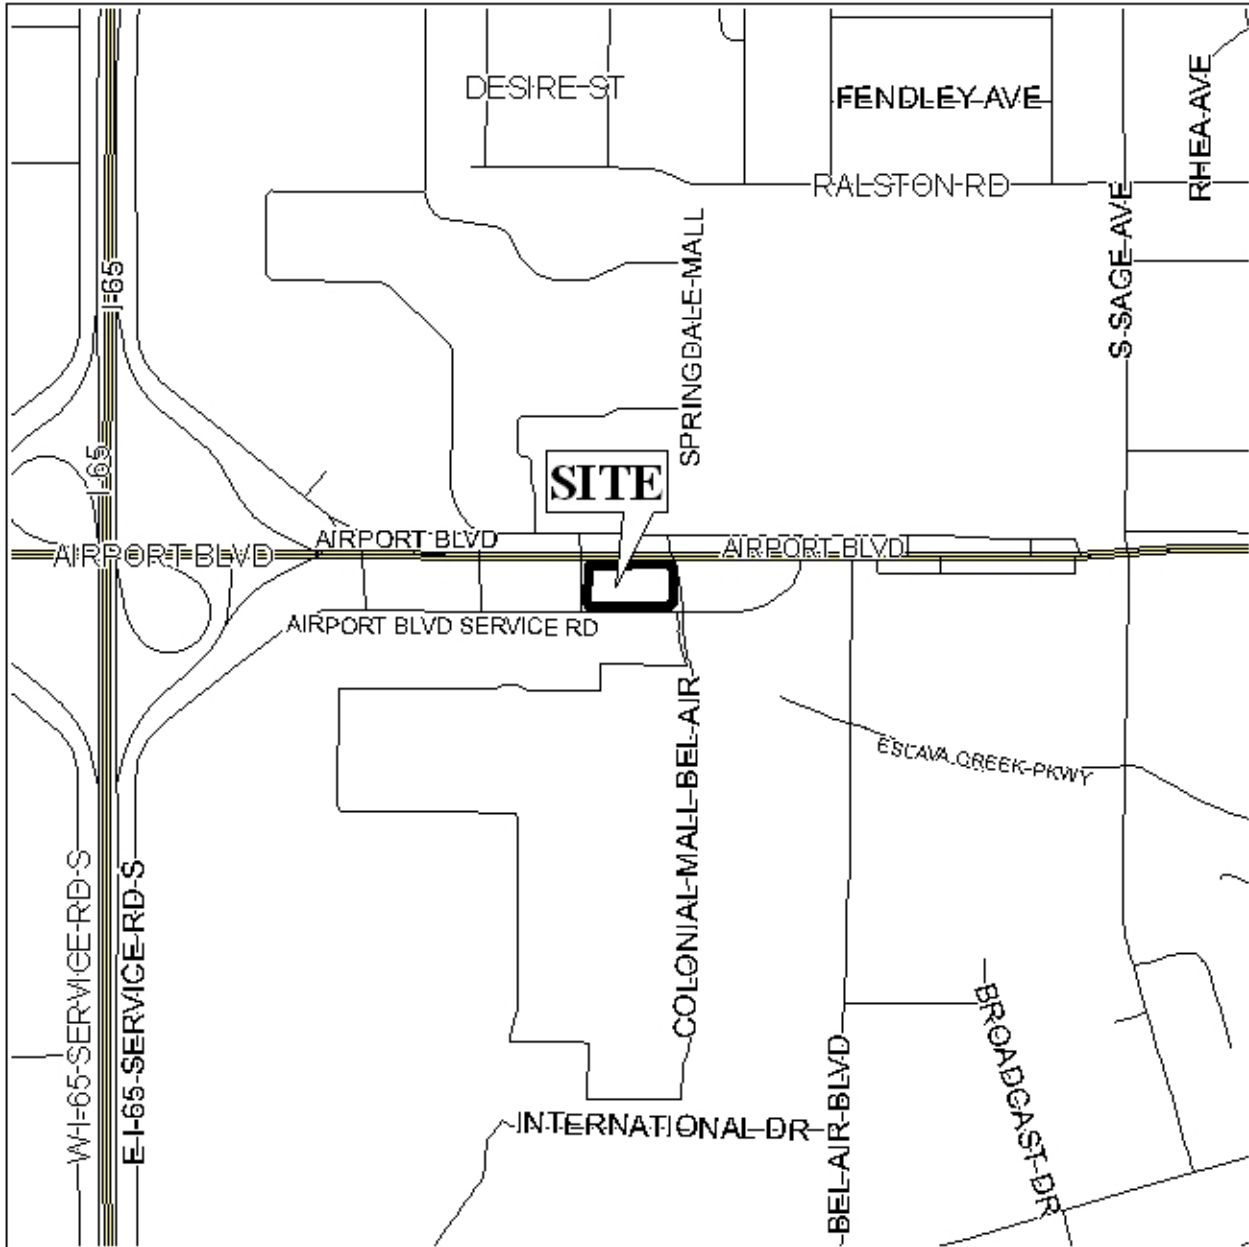 DESIRE ST
FENDLEY AVE
RHEA AVE
RALSTON RD
S SAGE AVE
SPRINGDALE MALL
I-65
I-65
SITE
AIRPORT BLVD
AIRPORT BLVD
AIRPORT BLVD
AIRPORT BLVD SERVICE RD
COLONIAL MALL BEL AIR
ESLAVA CREEK PKWY
W I-65 SERVICE RD S
E I-65 SERVICE RD S
BROADCAST DR
INTERNATIONAL DR
BEL AIR BLVD